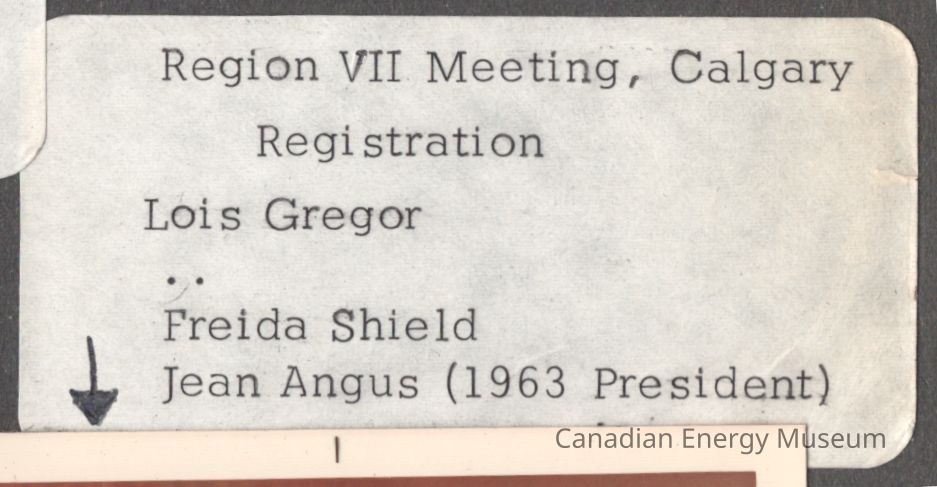 Region VII Meeting, Calgary
Registration
Lois Gregor
..
Freida Shield
Jean Angus (1963 President)
Canadian Energy Museum